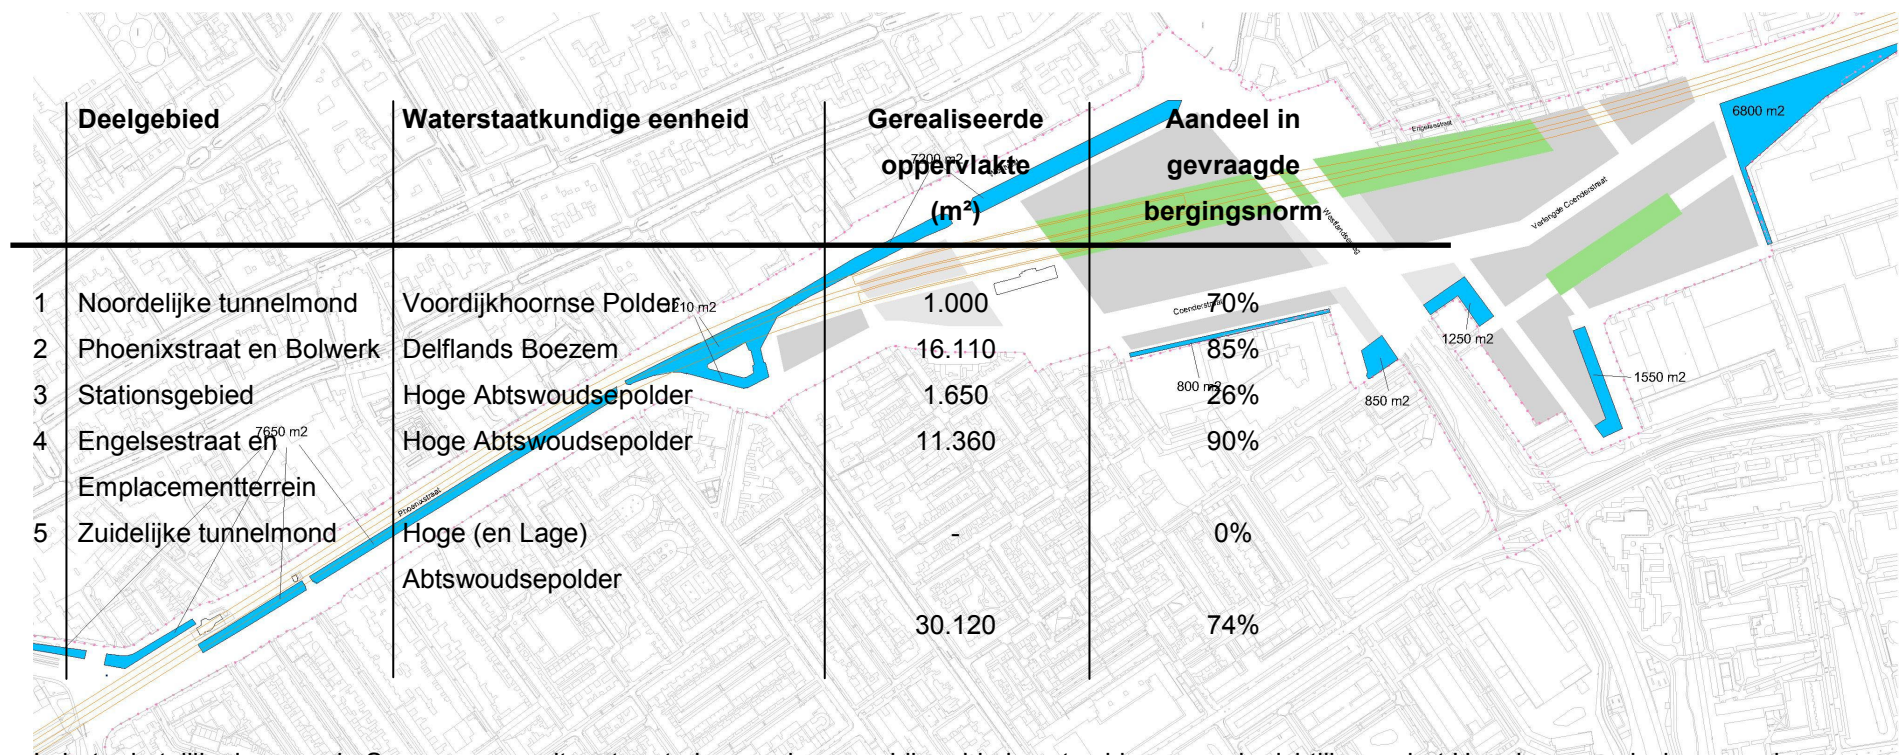 Deelgebied Waterstaatkundige eenheid Gerealiseerde oppervlakte (m²) Aandeel in gevraagde bergingsnorm
1 Noordelijke tunnelmond Voordijkhoornse Polder 1.000 70%
2 Phoenixstraat en Bolwerk Delflands Boezem 16.110 85%
3 Stationsgebied Hoge Abtswoudsepolder 1.650 26%
4 Engelsestraat en Hoge Abtswoudsepolder 11.360 90%
Emplacementterrein
5 Zuidelijke tunnelmond Hoge (en Lage) - 0%
Abtswoudsepolder
30.120 74%
7200 m2
6800 m2
Engelsestraat
Westlandseweg
Verlengde Coenderstraat
210 m2
Coenderstraat
1250 m2
800 m2
850 m2
1550 m2
7650 m2
Phoenixstraat